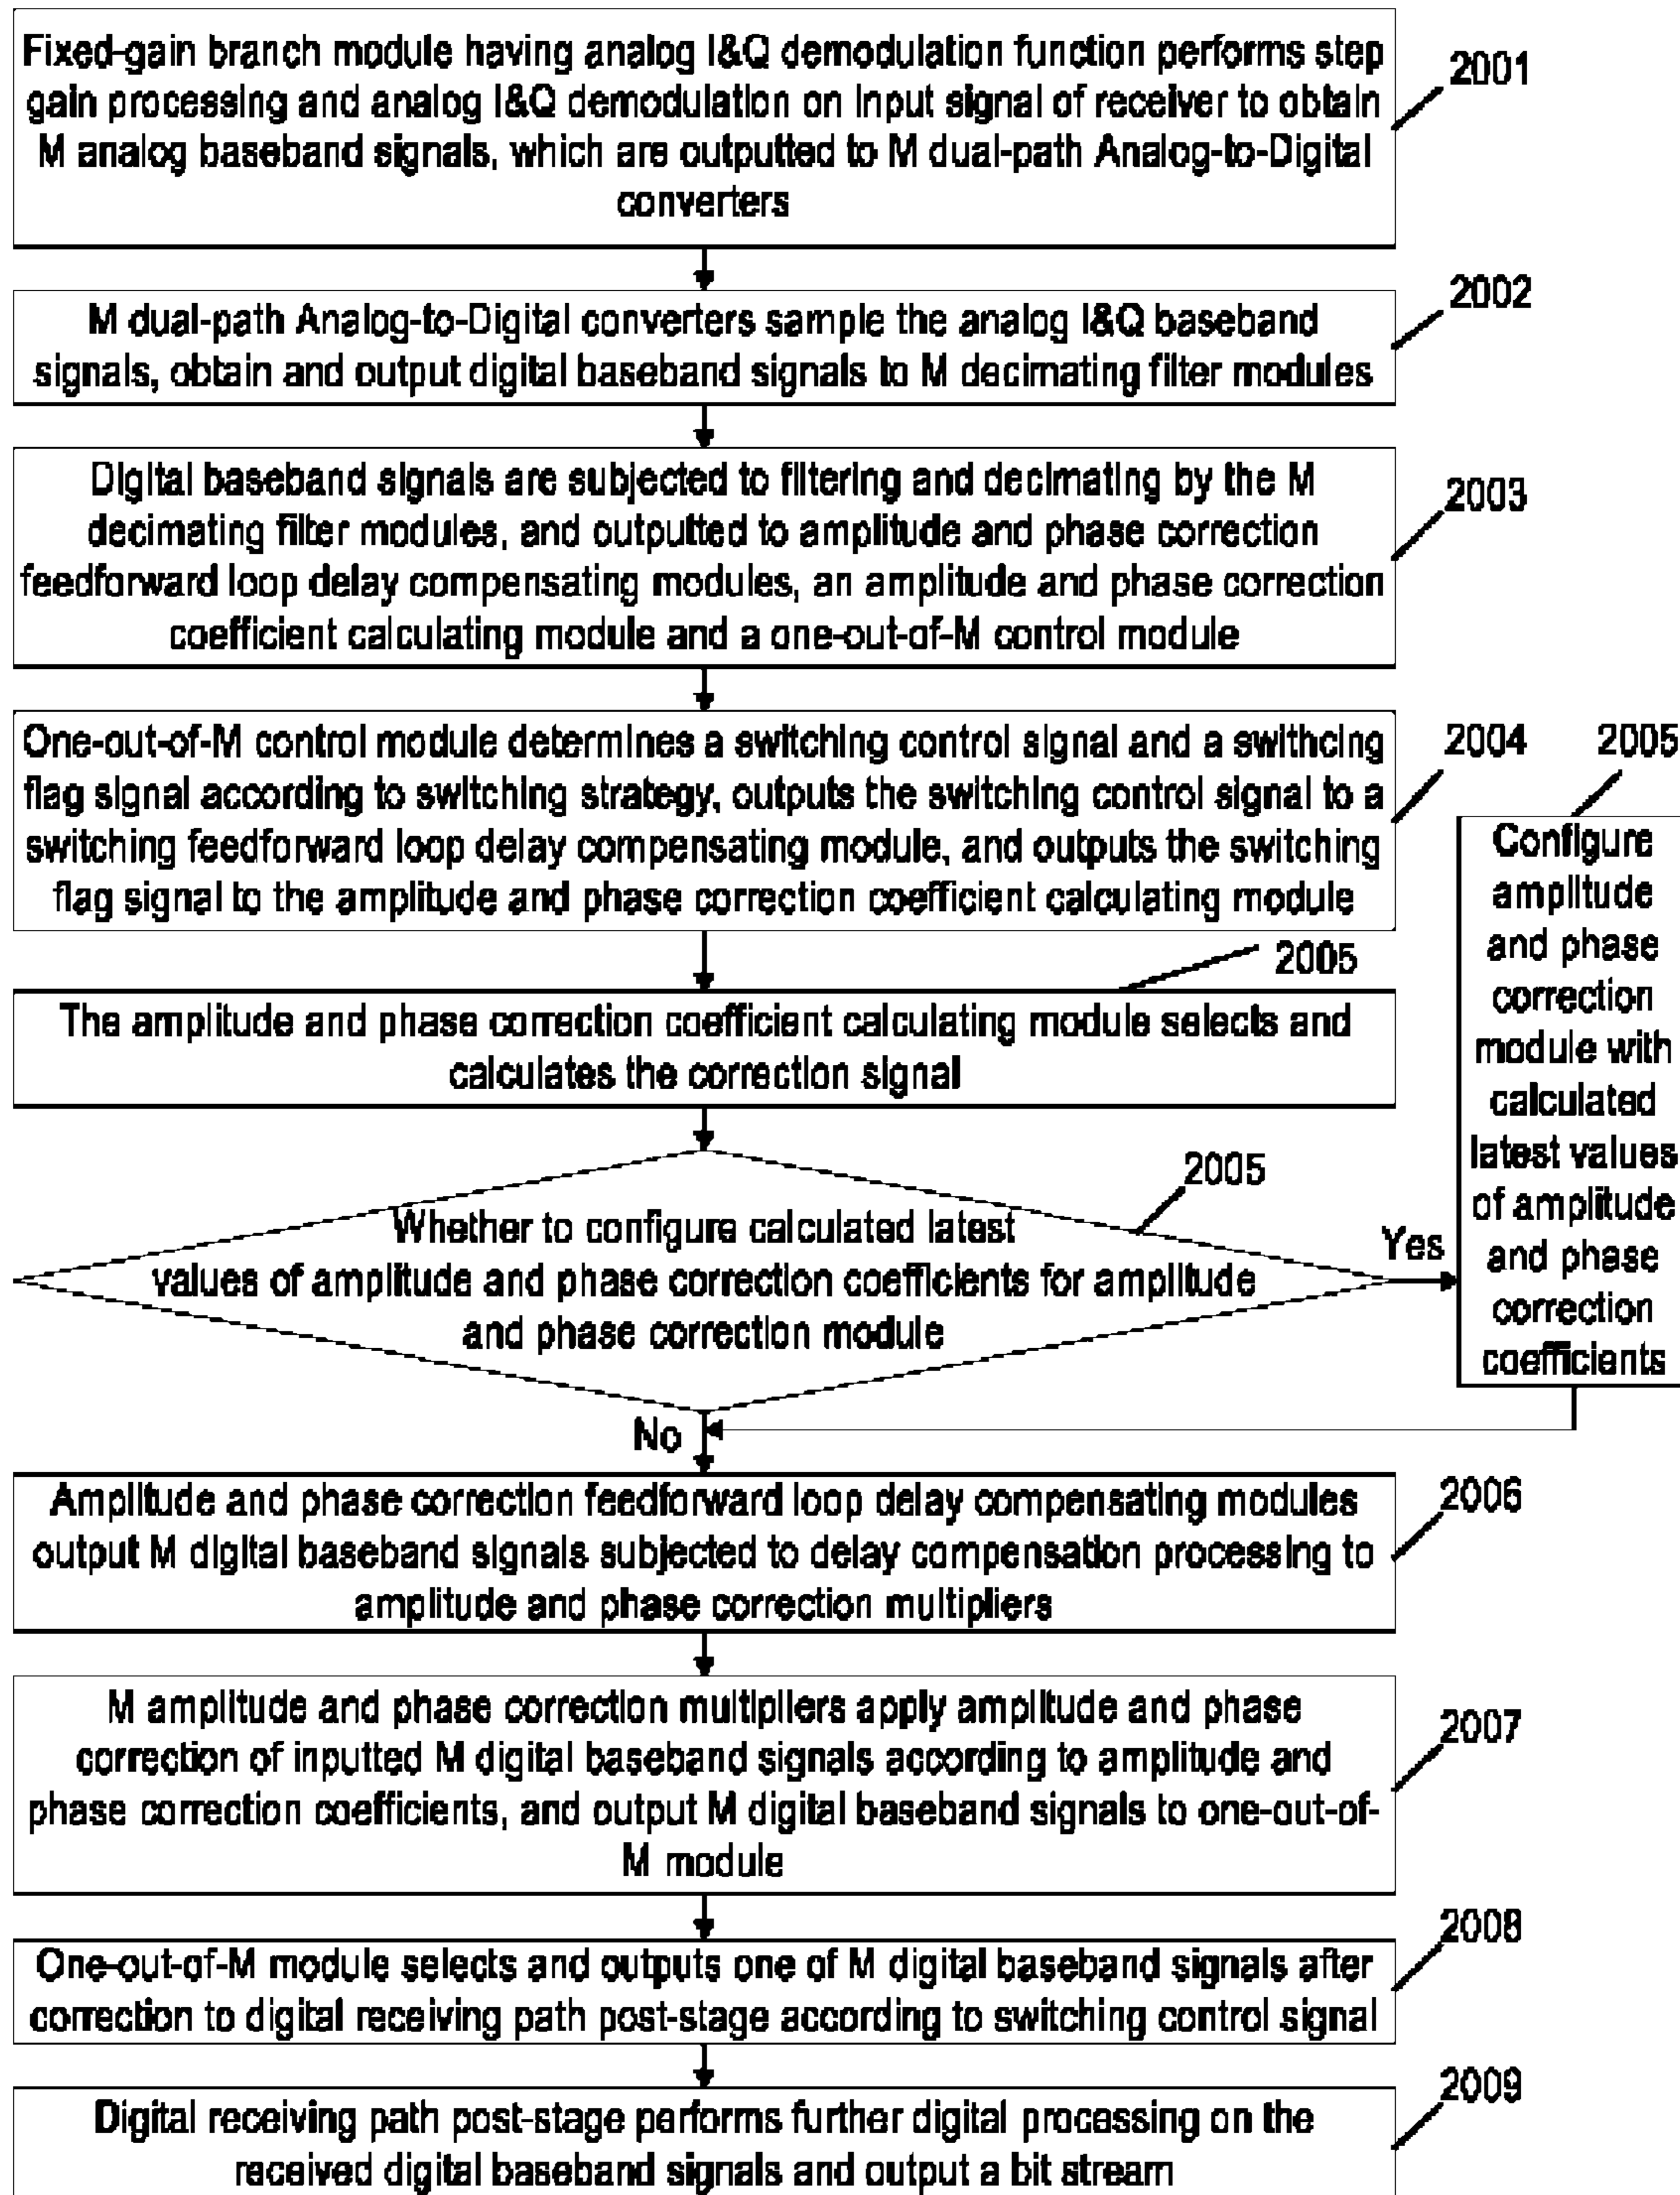 Fixed-gain branch module having analog I&Q demodulation function performs step
gain processing and analog I&Q demodulation on input signal of receiver to obtain
M analog baseband signals, which are outputted to M dual-path Analog-to-Digital
converters
2001
M dual-path Analog-to-Digital converters sample the analog I&Q baseband
signals, obtain and output digital baseband signals to M decimating filter modules
2002
Digital baseband signals are subjected to filtering and decimating by the M
decimating filter modules, and outputted to amplitude and phase correction
feedforward loop delay compensating modules, an amplitude and phase correction
coefficient calculating module and a one-out-of-M control module
2003
One-out-of-M control module determines a switching control signal and a swithcing
flag signal according to switching strategy, outputs the switching control signal to a
switching feedforward loop delay compensating module, and outputs the switching
flag signal to the amplitude and phase correction coefficient calculating module
2004
2005
The amplitude and phase correction coefficient calculating module selects and
calculates the correction signal
2005
Whether to configure calculated latest
values of amplitude and phase correction coefficients for amplitude
and phase correction module
2005
Yes
Configure
amplitude
and phase
correction
module with
calculated
latest values
of amplitude
and phase
correction
coefficients
No
Amplitude and phase correction feedforward loop delay compensating modules
output M digital baseband signals subjected to delay compensation processing to
amplitude and phase correction multipliers
2006
M amplitude and phase correction multipliers apply amplitude and phase
correction of inputted M digital baseband signals according to amplitude and
phase correction coefficients, and output M digital baseband signals to one-out-of-
M module
2007
One-out-of-M module selects and outputs one of M digital baseband signals after
correction to digital receiving path post-stage according to switching control signal
2008
Digital receiving path post-stage performs further digital processing on the
received digital baseband signals and output a bit stream
2009